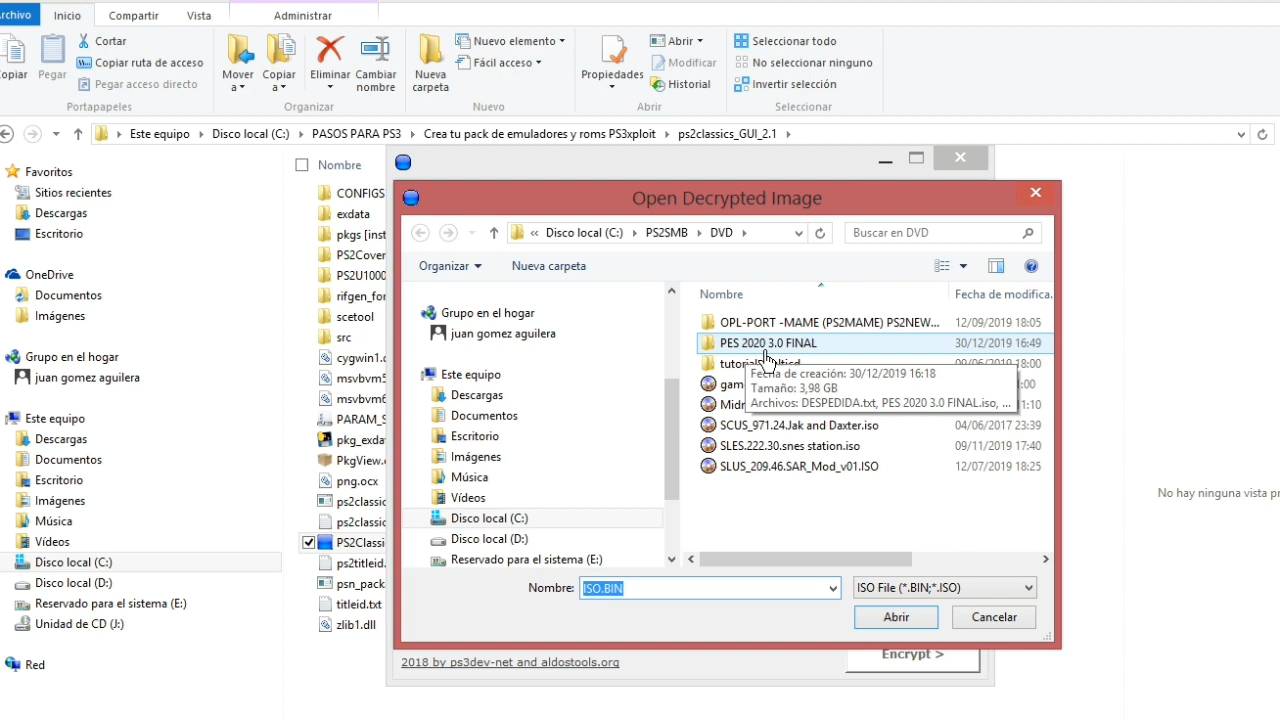 Archivo Inicio Compartir Vista Administrar
Copiar
Pegar
Cortar
Copiar ruta de acceso
Pegar acceso directo
Portapapeles
Mover a
Copiar a
Eliminar
Cambiar nombre
Organizar
Nueva carpeta
Nuevo elemento
Fácil acceso
Nuevo
Propiedades
Abrir
Modificar
Historial
Abrir
Seleccionar todo
No seleccionar ninguno
Invertir selección
Seleccionar
Este equipo Disco local (C:) PASOS PARA PS3 Crea tu pack de emuladores y roms PS3xploit ps2classics_GUI_2.1
Favoritos
Sitios recientes
Descargas
Escritorio
OneDrive
Documentos
Imágenes
Grupo en el hogar
juan gomez aguilera
Este equipo
Descargas
Documentos
Escritorio
Imágenes
Música
Vídeos
Disco local (C:)
Disco local (D:)
Reservado para el sistema (E:)
Unidad de CD (J:)
Red
Nombre
CONFIGS
exdata
pkgs [inst
PS2Cover
PS2U1000
rifgen_for
scetool
src
cygwin1.d
msvbvm5
msvbvm6
PARAM_S
pkg_exda
PkgView.e
png.ocx
ps2classic
ps2classic
PS2Classi
ps2titleid.
psn_pack
titleid.txt
zlib1.dll
Open Decrypted Image
« Disco local (C:) PS2SMB DVD
Buscar en DVD
Organizar Nueva carpeta
Grupo en el hogar
juan gomez aguilera
Este equipo
Descargas
Documentos
Escritorio
Imágenes
Música
Vídeos
Disco local (C:)
Disco local (D:)
Reservado para el sistema (E:)
Nombre Fecha de modifica.
OPL-PORT -MAME (PS2MAME) PS2NEW... 12/09/2019 18:05
PES 2020 3.0 FINAL 30/12/2019 16:49
Fecha de creación: 30/12/2019 16:18
Tamaño: 3,98 GB
Archivos: DESPEDIDA.txt, PES 2020 3.0 FINAL.iso, ...
SCUS_971.24.Jak and Daxter.iso 04/06/2017 23:39
SLES.222.30.snes station.iso 09/11/2019 17:40
SLUS_209.46.SAR_Mod_v01.ISO 12/07/2019 18:25
Nombre: ISO.BIN ISO File (*.BIN;*.ISO)
Abrir Cancelar
2018 by ps3dev-net and aldostools.org
Encrypt >
No hay ninguna vista pr